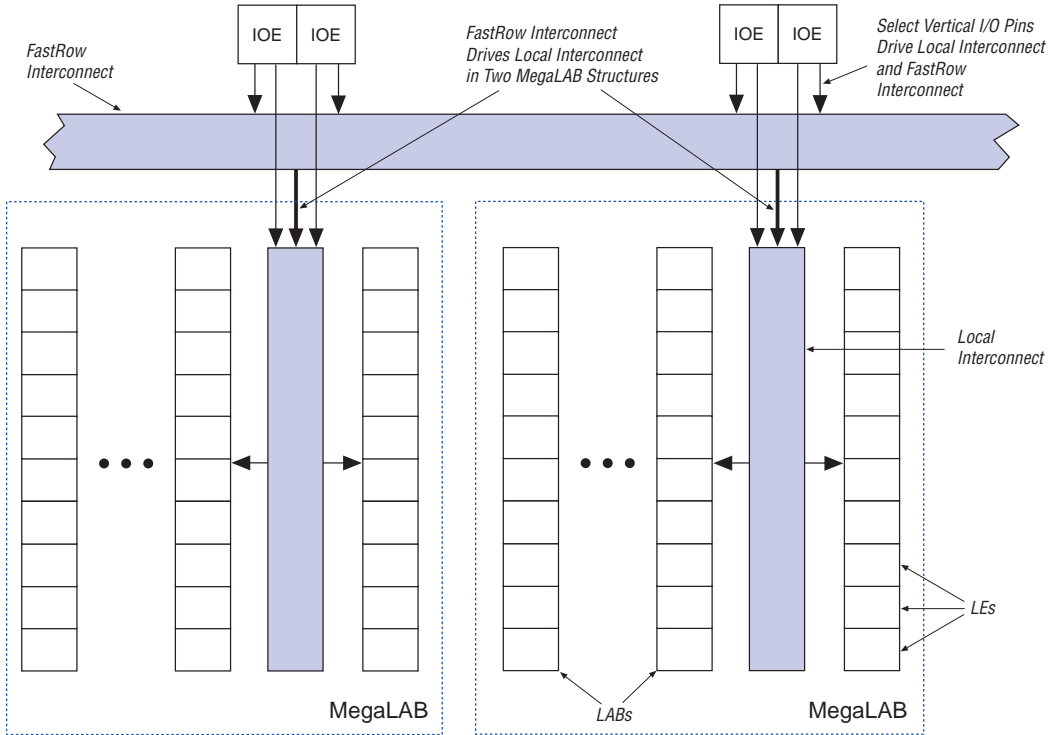 IOE IOE
IOE IOE
FastRow
Interconnect
FastRow Interconnect
Drives Local Interconnect
in Two MegaLAB Structures
Select Vertical I/O Pins
Drive Local Interconnect
and FastRow
Interconnect
Local
Interconnect
LEs
LABs
MegaLAB
MegaLAB